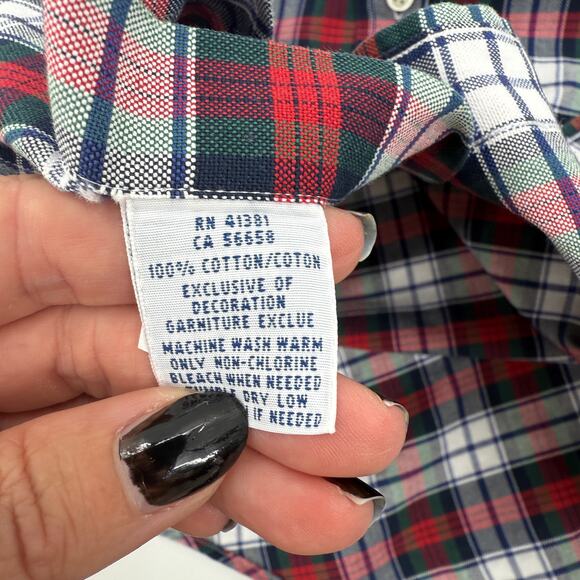 RN 41381
CA 56658
100% COTTON/COTON
EXCLUSIVE OF
DECORATION
GARNITURE EXCLUE
MACHINE WASH WARM
ONLY NON-CHLORINE
BLEACH WHEN NEEDED
DRY LOW
IF NEEDED